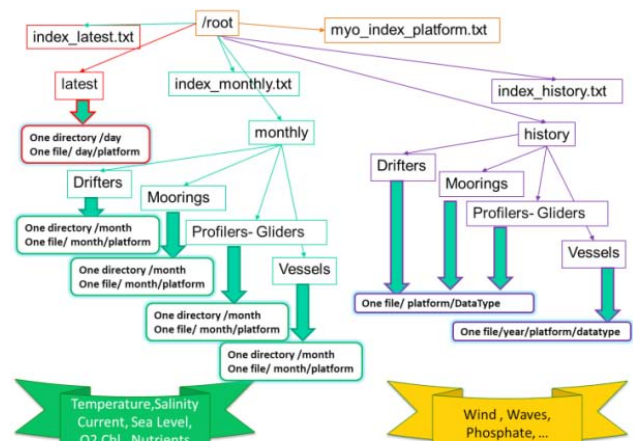 /root
index_latest.txt
myo_index_platform.txt
latest
index_monthly.txt
index_history.txt
One directory /day
One file/ day/platform
monthly
history
Drifters
Moorings
Profilers- Gliders
Vessels
One directory /month
One file/ month/platform
One directory /month
One file/ month/platform
One directory /month
One file/ month/platform
One directory /month
One file/ month/platform
Drifters
Moorings
Profilers- Gliders
Vessels
One file/ platform/DataType
One file/year/platform/datatype
Temperature,Salinity
Current, Sea Level,
O2 Chl, Nutrients
Wind , Waves,
Phosphate, ...